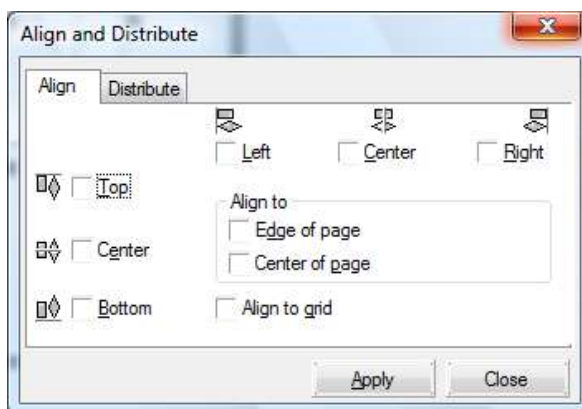 Align and Distribute
Align Distribute
Left Center Right
Top
Align to
Edge of page
Center Center of page
Bottom Align to grid
Apply Close